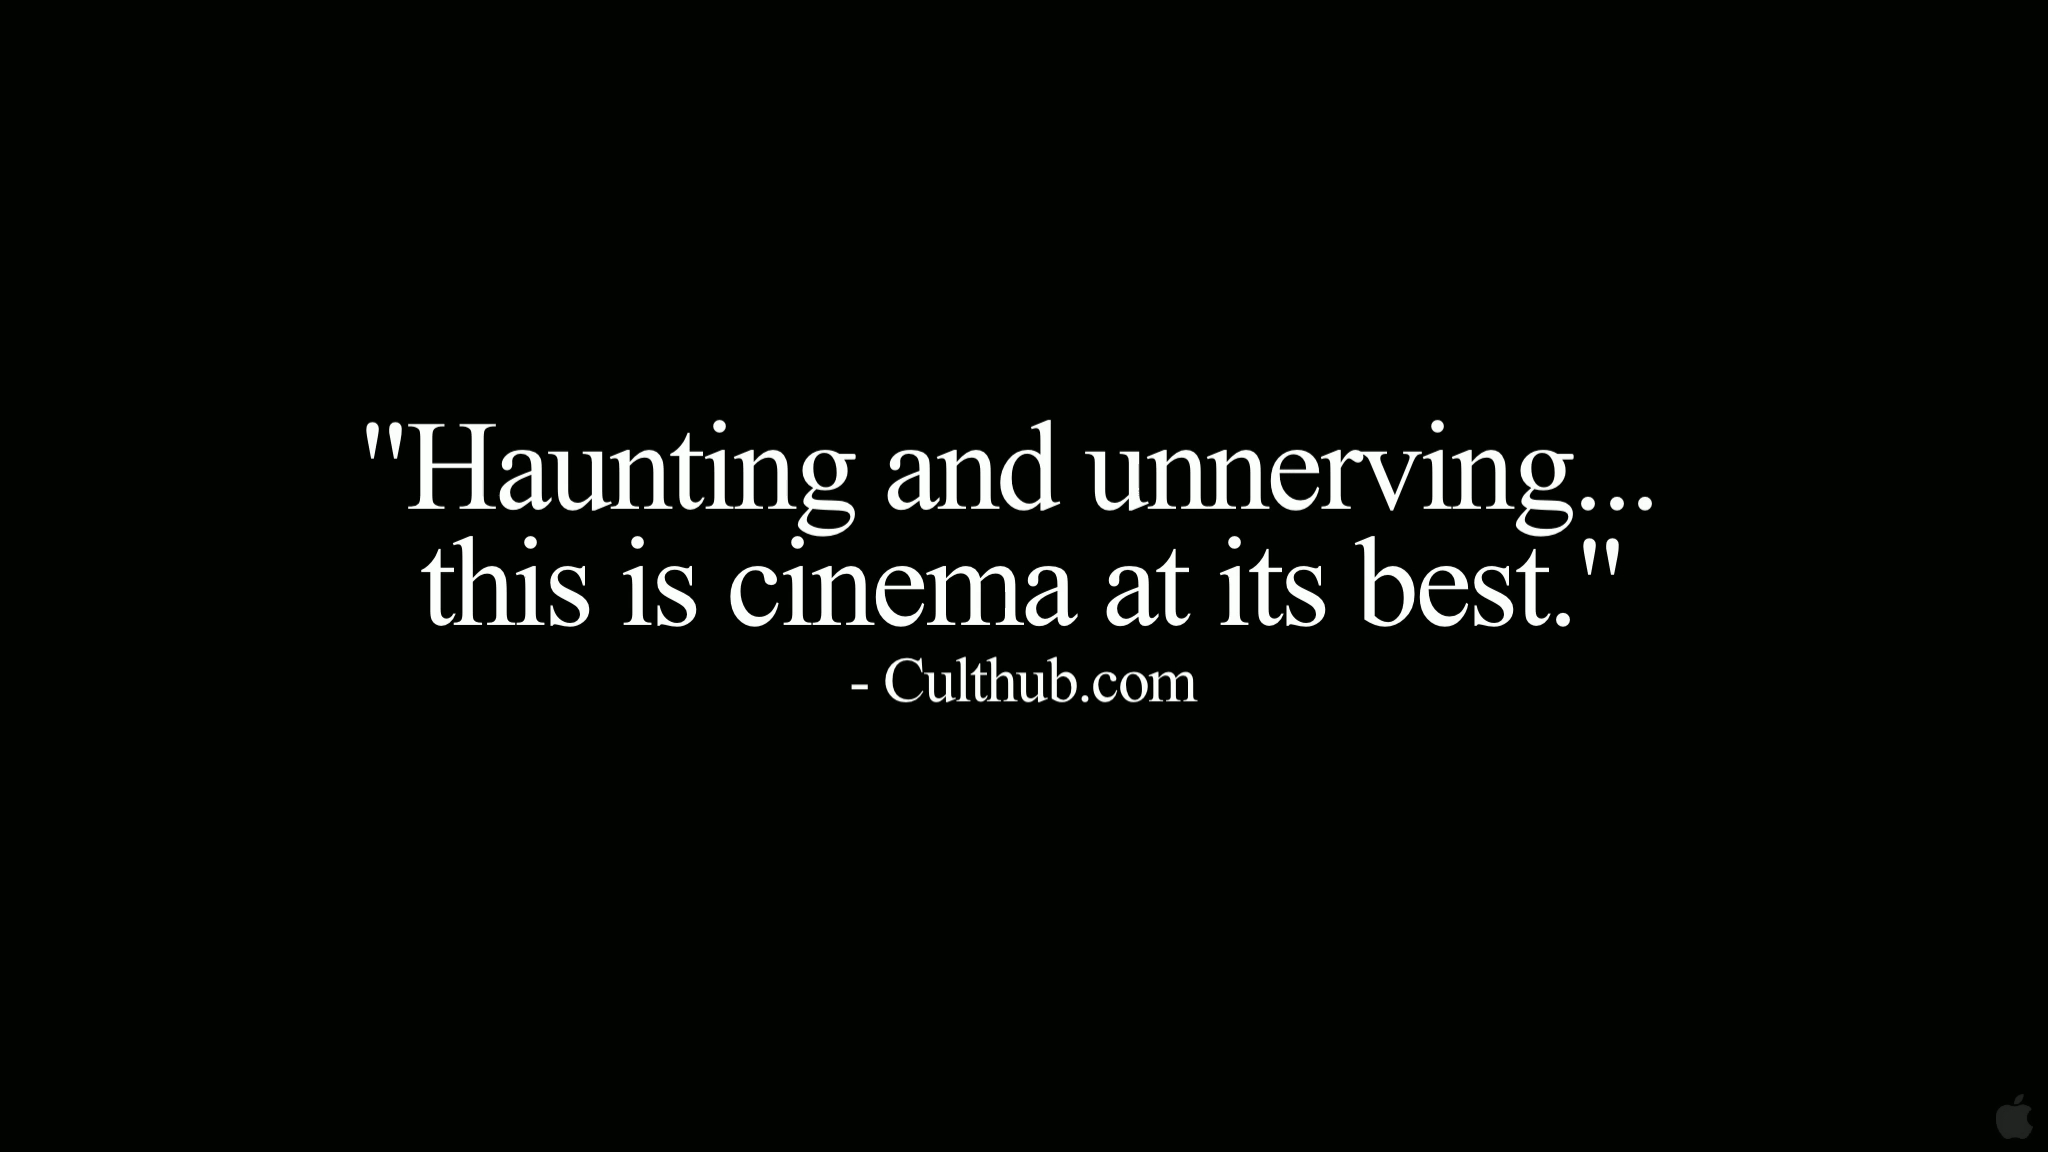 "Haunting and unnerving...
this is cinema at its best."
- Culthub.com